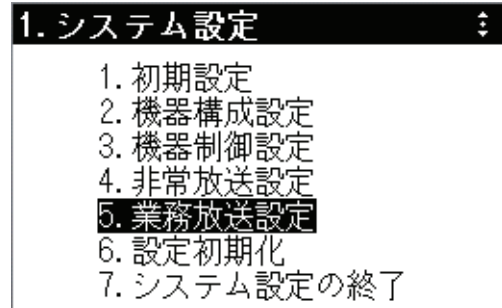 1.システム設定
1.初期設定
2.機器構成設定
3.機器制御設定
4.非常放送設定
5.業務放送設定
6.設定初期化
7.システム設定の終了